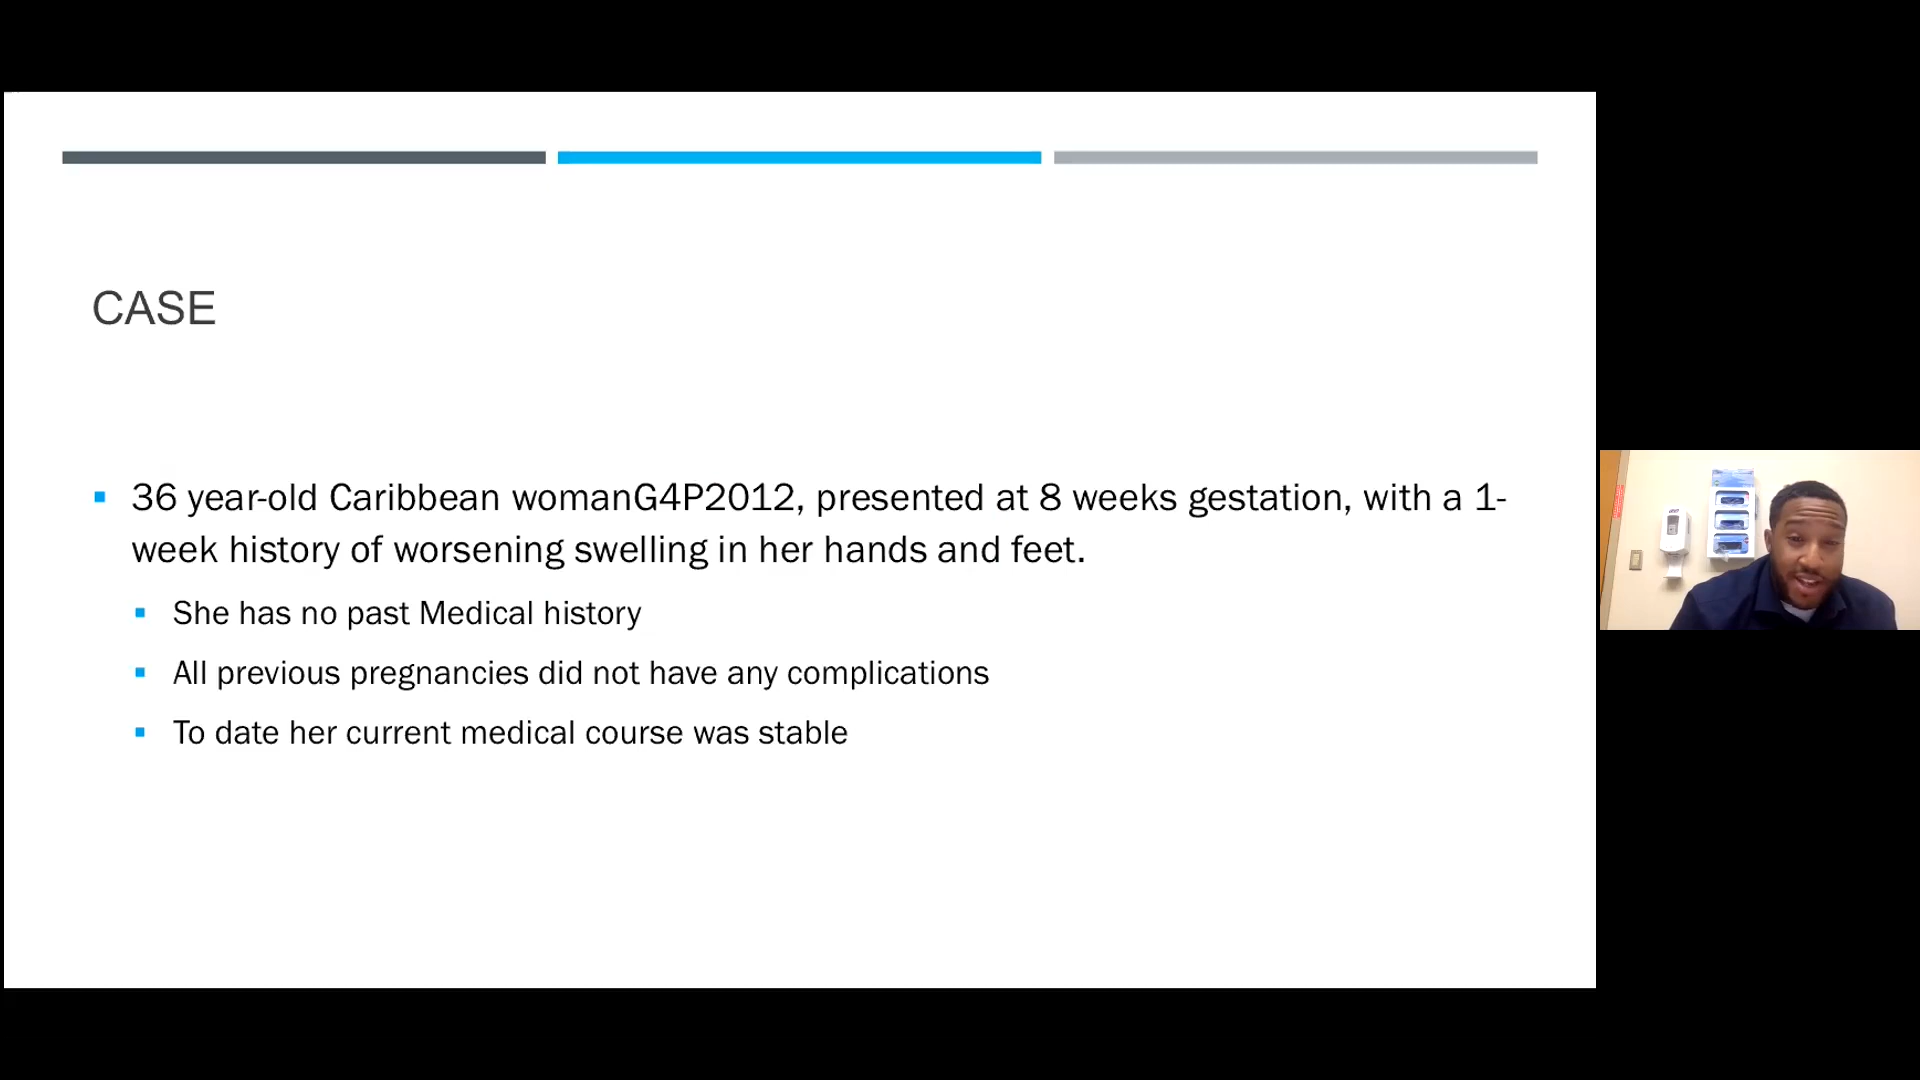 CASE
36 year-old Caribbean womanG4P2012, presented at 8 weeks gestation, with a 1-
week history of worsening swelling in her hands and feet.
She has no past Medical history
All previous pregnancies did not have any complications
To date her current medical course was stable